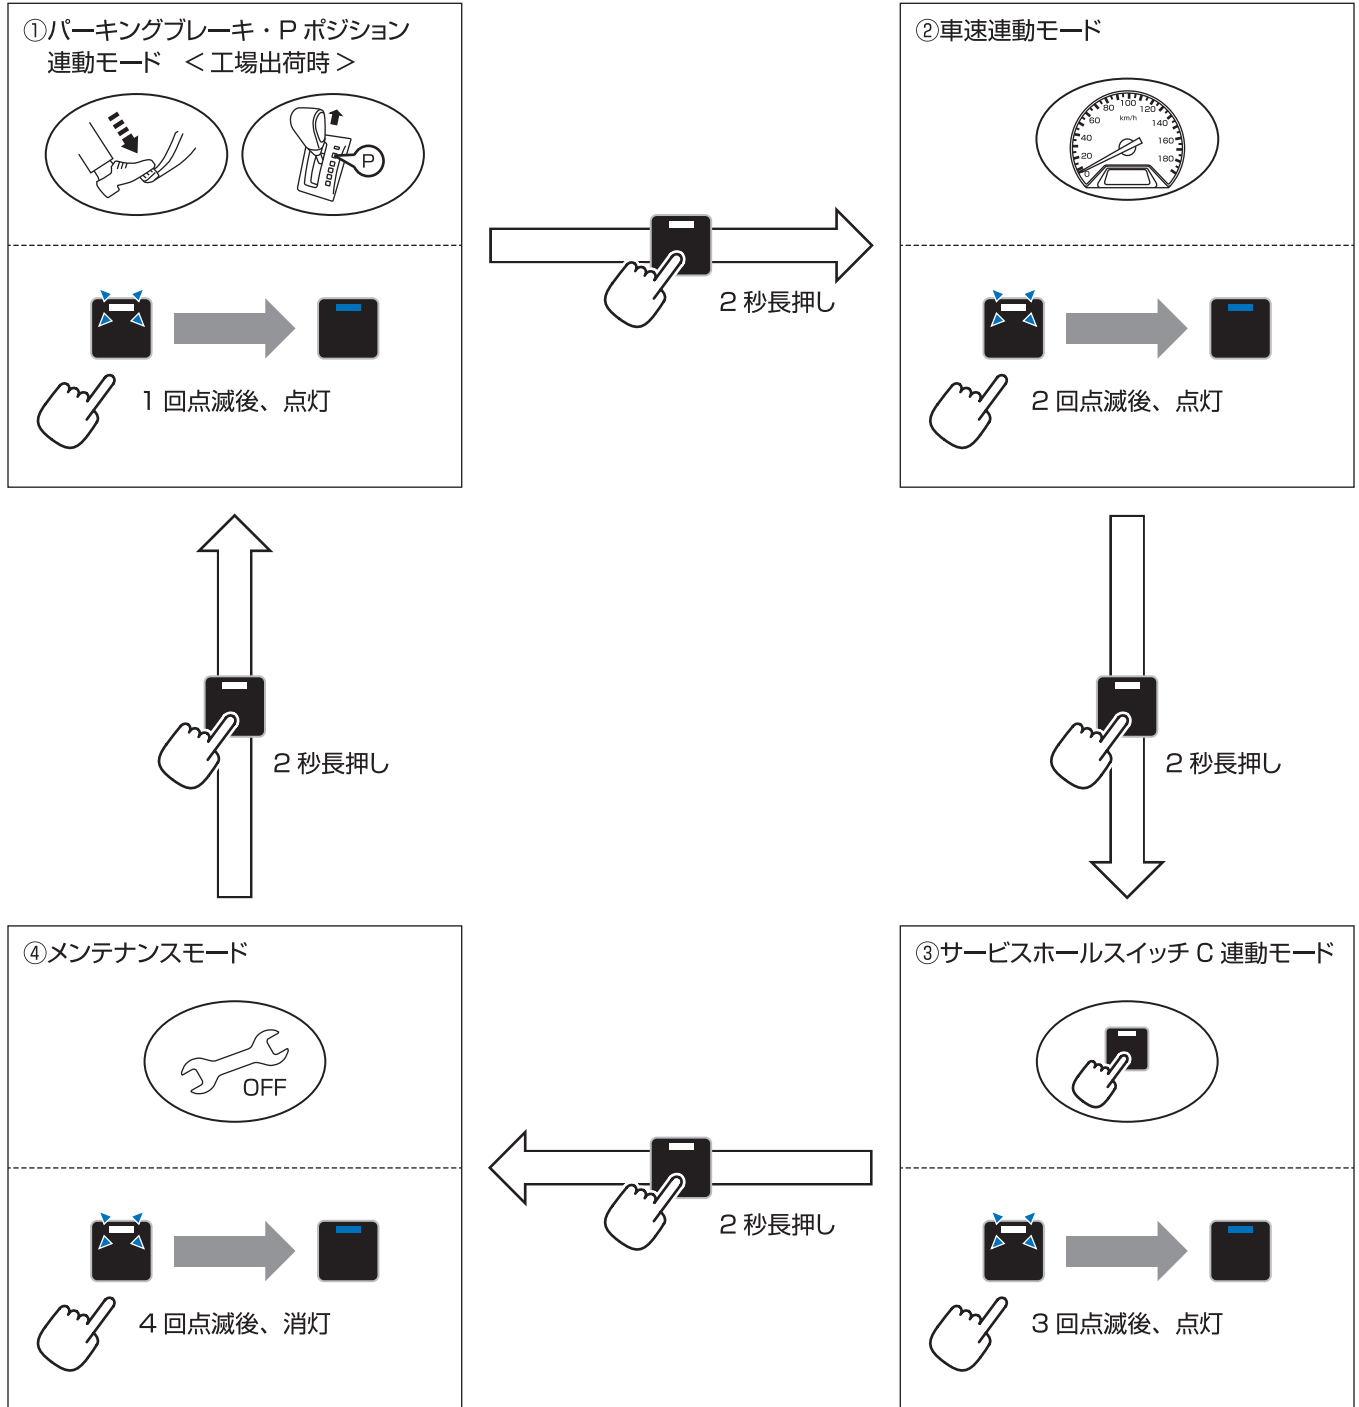 ①パーキングブレーキ・P ポジション
連動モード ＜工場出荷時＞
P
1 回点滅後、点灯
2 秒長押し
②車速連動モード
0
20
40
60
80
100
120
140
160
180
km/h
2 回点滅後、点灯
2 秒長押し
2 秒長押し
④メンテナンスモード
OFF
4 回点滅後、消灯
2 秒長押し
③サービスホールスイッチ C 連動モード
3 回点滅後、点灯